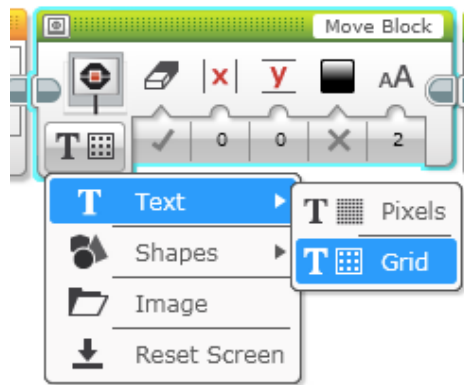 Move Block
x y AA
T 0 0 2
T Text T Pixels
Shapes T Grid
Image
Reset Screen